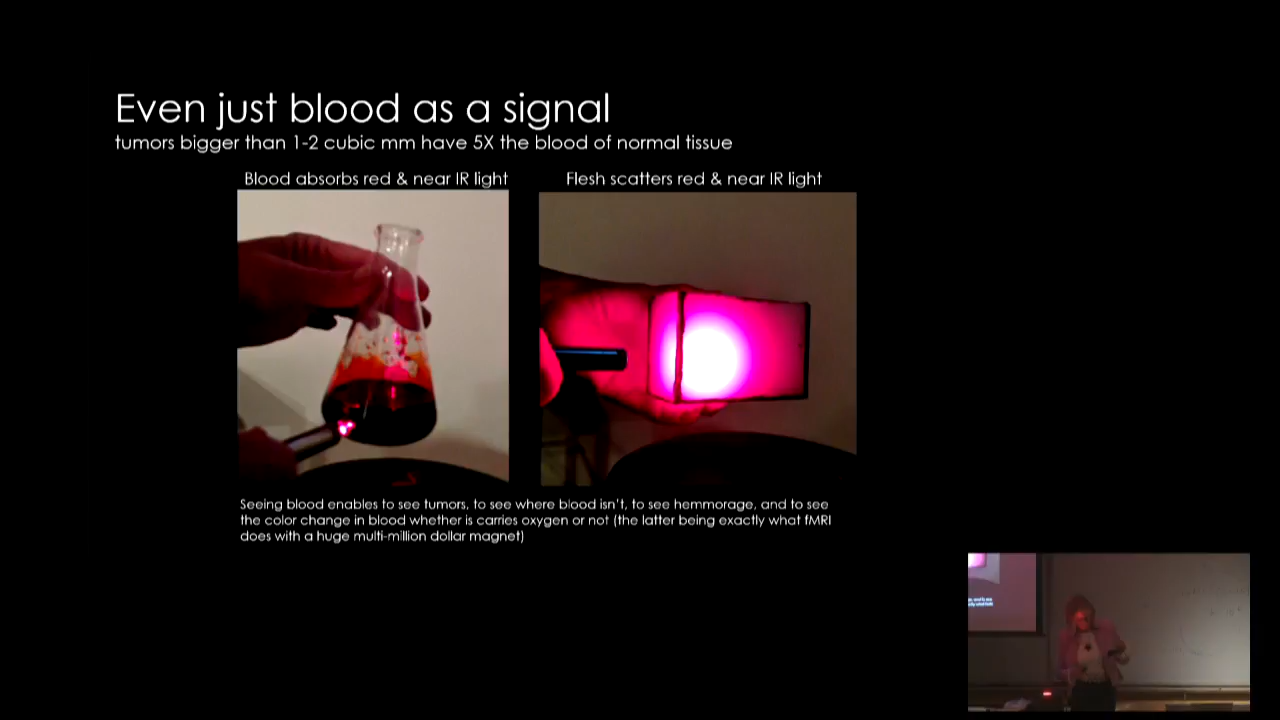 Even just blood as a signal
tumors bigger than 1-2 cubic mm have 5X the blood of normal tissue
Blood absorbs red & near IR light
Flesh scatters red & near IR light
Seeing blood enables to see tumors, to see where blood isn't, to see hemmorage, and to see
the color change in blood whether is carries oxygen or not (the latter being exactly what fMRI
does with a huge multi-million dollar magnet)